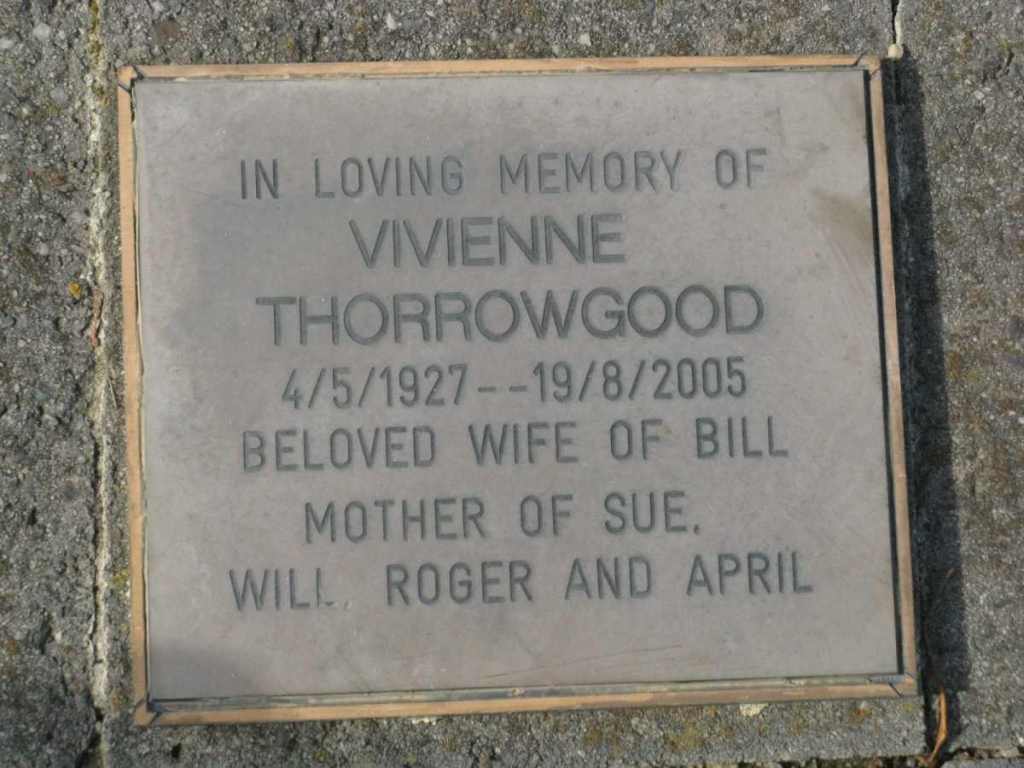 IN LOVING MEMORY OF
VIVIENNE
THORROWGOOD
4/5/1927--19/8/2005
BELOVED WIFE OF BILL
MOTHER OF SUE,
WILL, ROGER AND APRIL